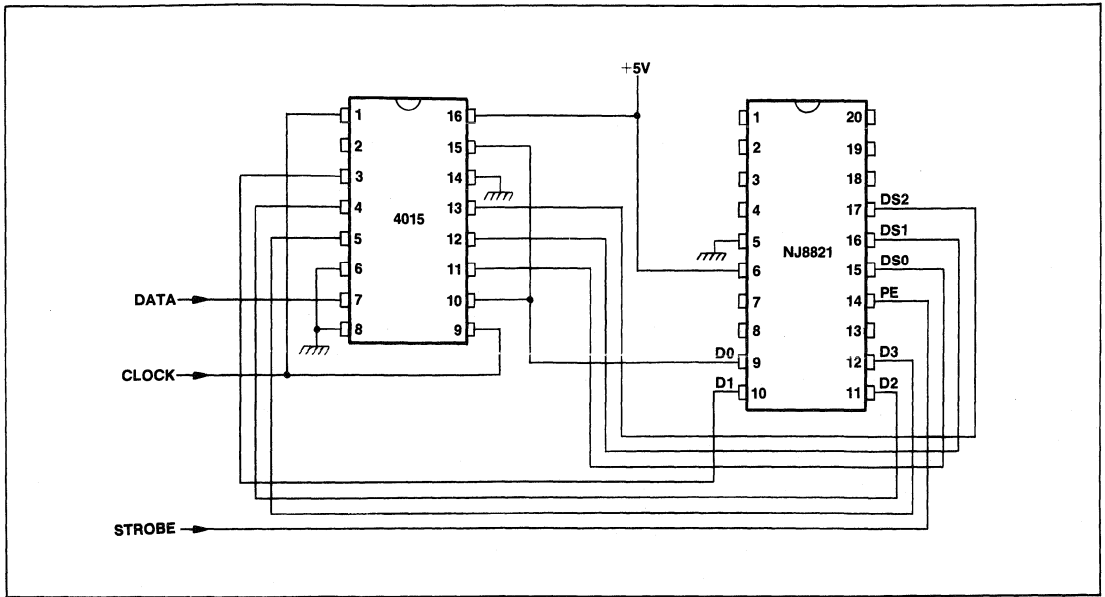 +5V
1 16
2 15
3 14
4 13
5 12
6 11
7 10
8 9
4015
1 20
2 19
3 18
4 17 DS2
5 16 DS1
6 15 DS0
7 14 PE
8 13
D0 9 12 D3
D1 10 11 D2
NJ8821
DATA
CLOCK
STROBE